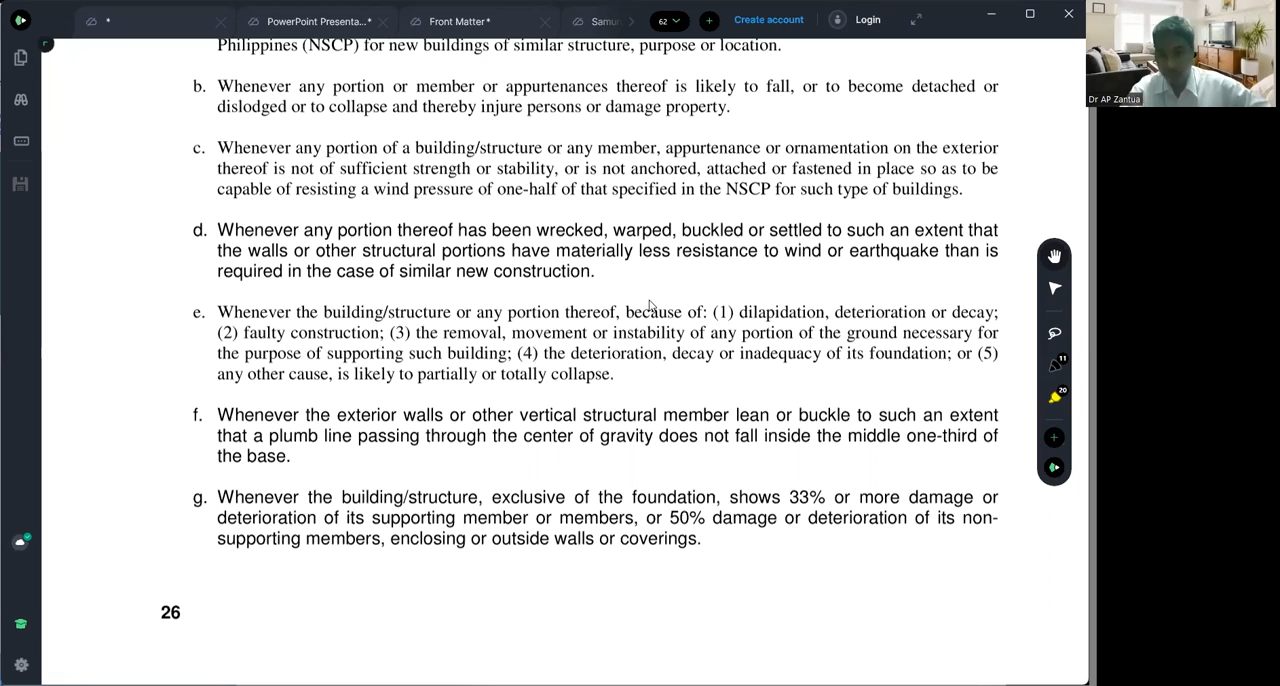 *
PowerPoint Presenta...*
Front Matter*
Samur
62
Create account
Login
Dr AP Zantua
Philippines (NSCP) for new buildings of similar structure, purpose or location.
b. Whenever any portion or member or appurtenances thereof is likely to fall, or to become detached or
dislodged or to collapse and thereby injure persons or damage property.
c. Whenever any portion of a building/structure or any member, appurtenance or ornamentation on the exterior
thereof is not of sufficient strength or stability, or is not anchored, attached or fastened in place so as to be
capable of resisting a wind pressure of one-half of that specified in the NSCP for such type of buildings.
d. Whenever any portion thereof has been wrecked, warped, buckled or settled to such an extent that
the walls or other structural portions have materially less resistance to wind or earthquake than is
required in the case of similar new construction.
e. Whenever the building/structure or any portion thereof, because of: (1) dilapidation, deterioration or decay;
(2) faulty construction; (3) the removal, movement or instability of any portion of the ground necessary for
the purpose of supporting such building; (4) the deterioration, decay or inadequacy of its foundation; or (5)
any other cause, is likely to partially or totally collapse.
f. Whenever the exterior walls or other vertical structural member lean or buckle to such an extent
that a plumb line passing through the center of gravity does not fall inside the middle one-third of
the base.
g. Whenever the building/structure, exclusive of the foundation, shows 33% or more damage or
deterioration of its supporting member or members, or 50% damage or deterioration of its non-
supporting members, enclosing or outside walls or coverings.
26
11
20